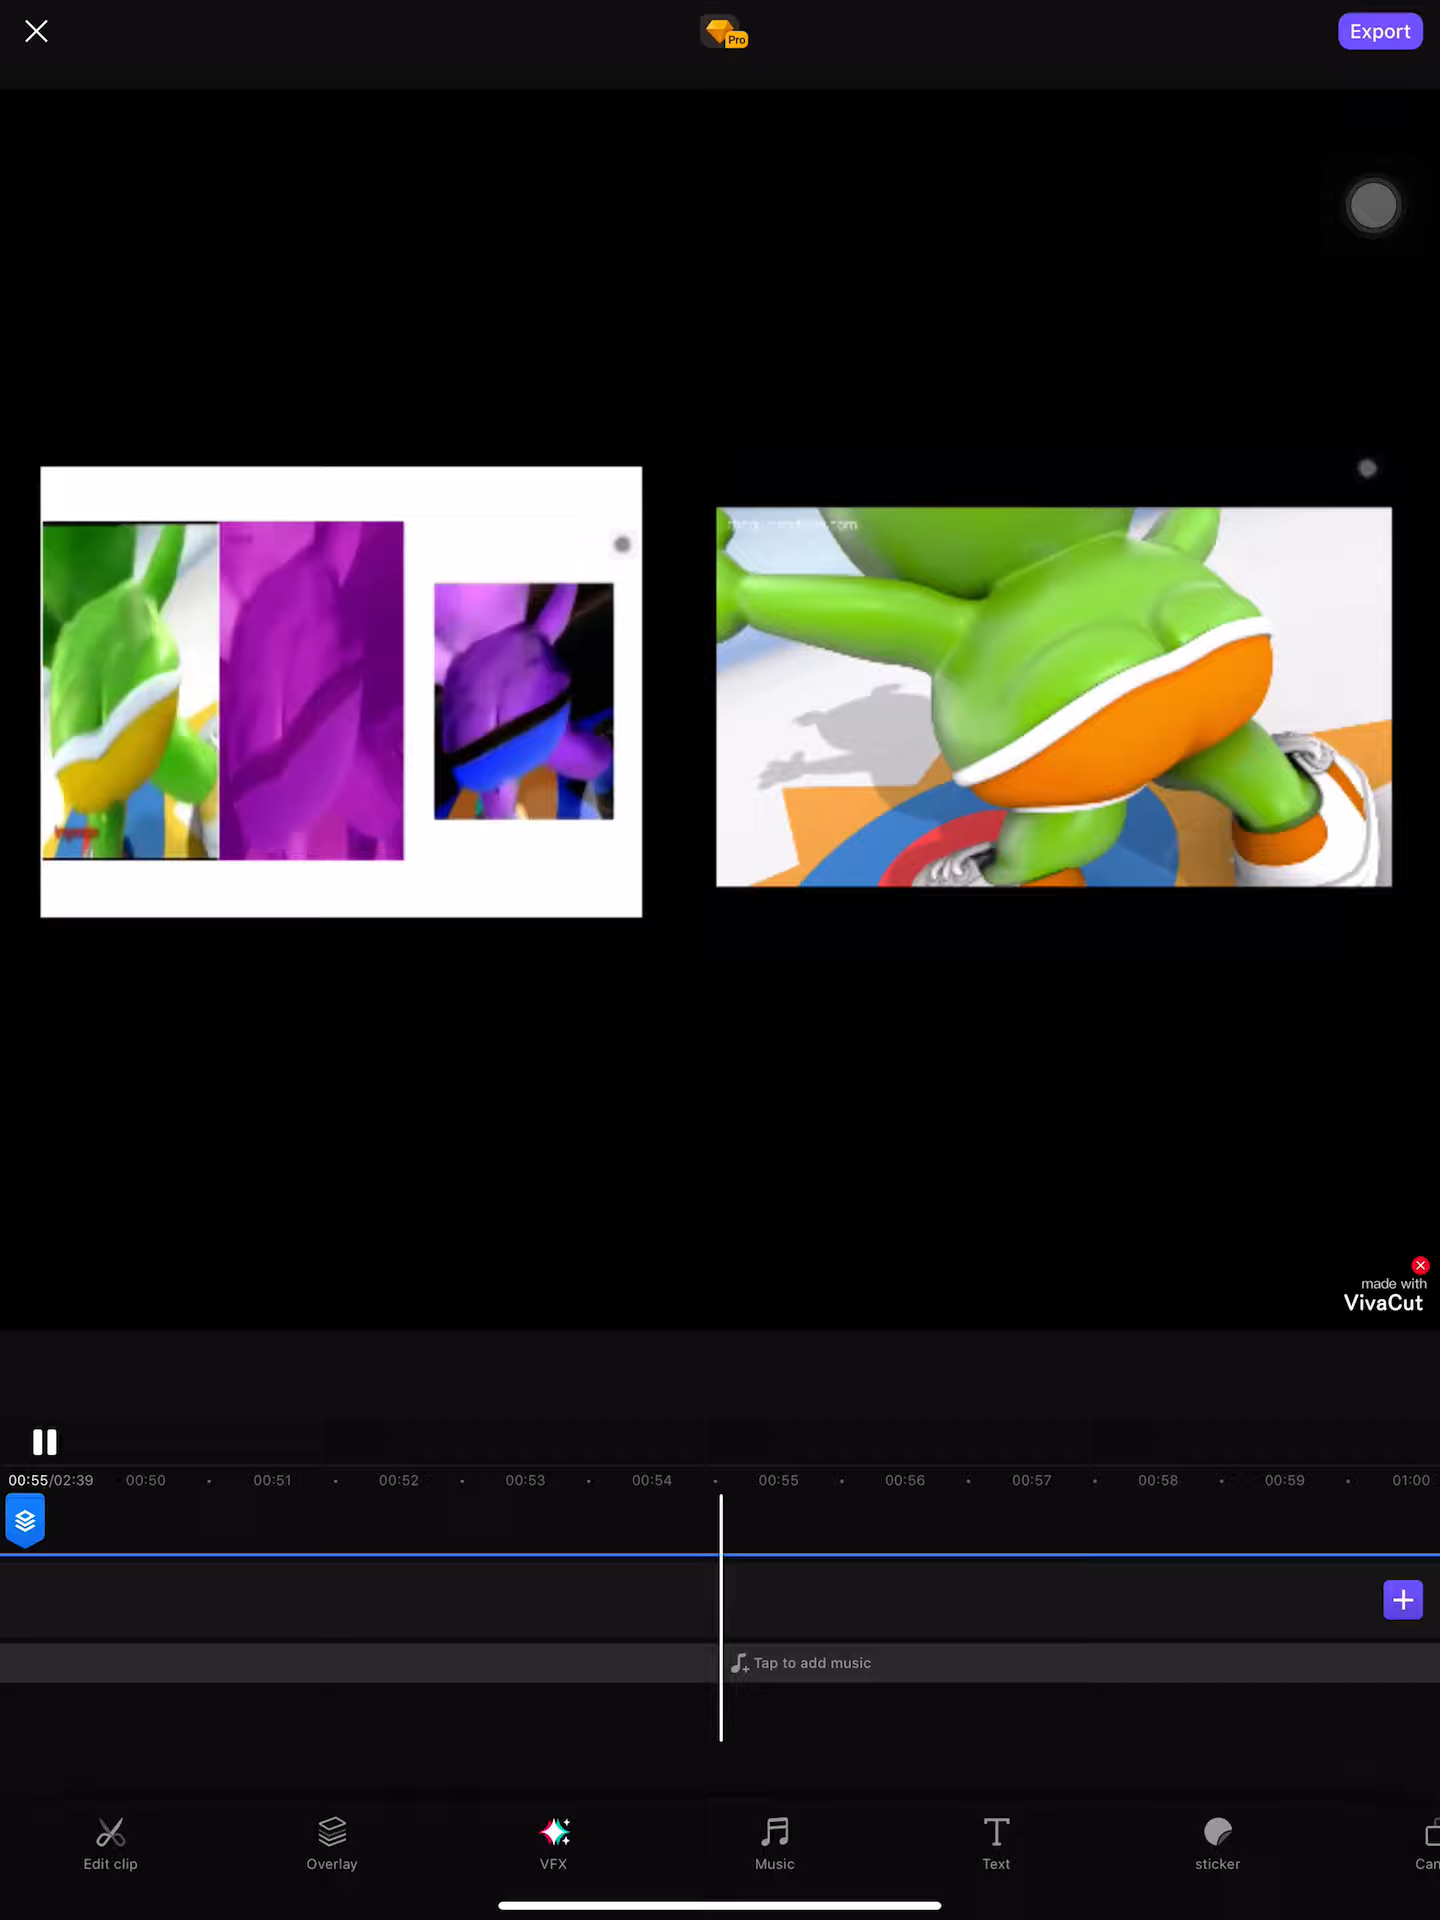 Pro
Export
made with
VivaCut
00:55/02:39
00:50
00:51
00:52
00:53
00:54
00:55
00:56
00:57
00:58
00:59
01:00
Tap to add music
Edit clip
Overlay
VFX
Music
Text
sticker
Can